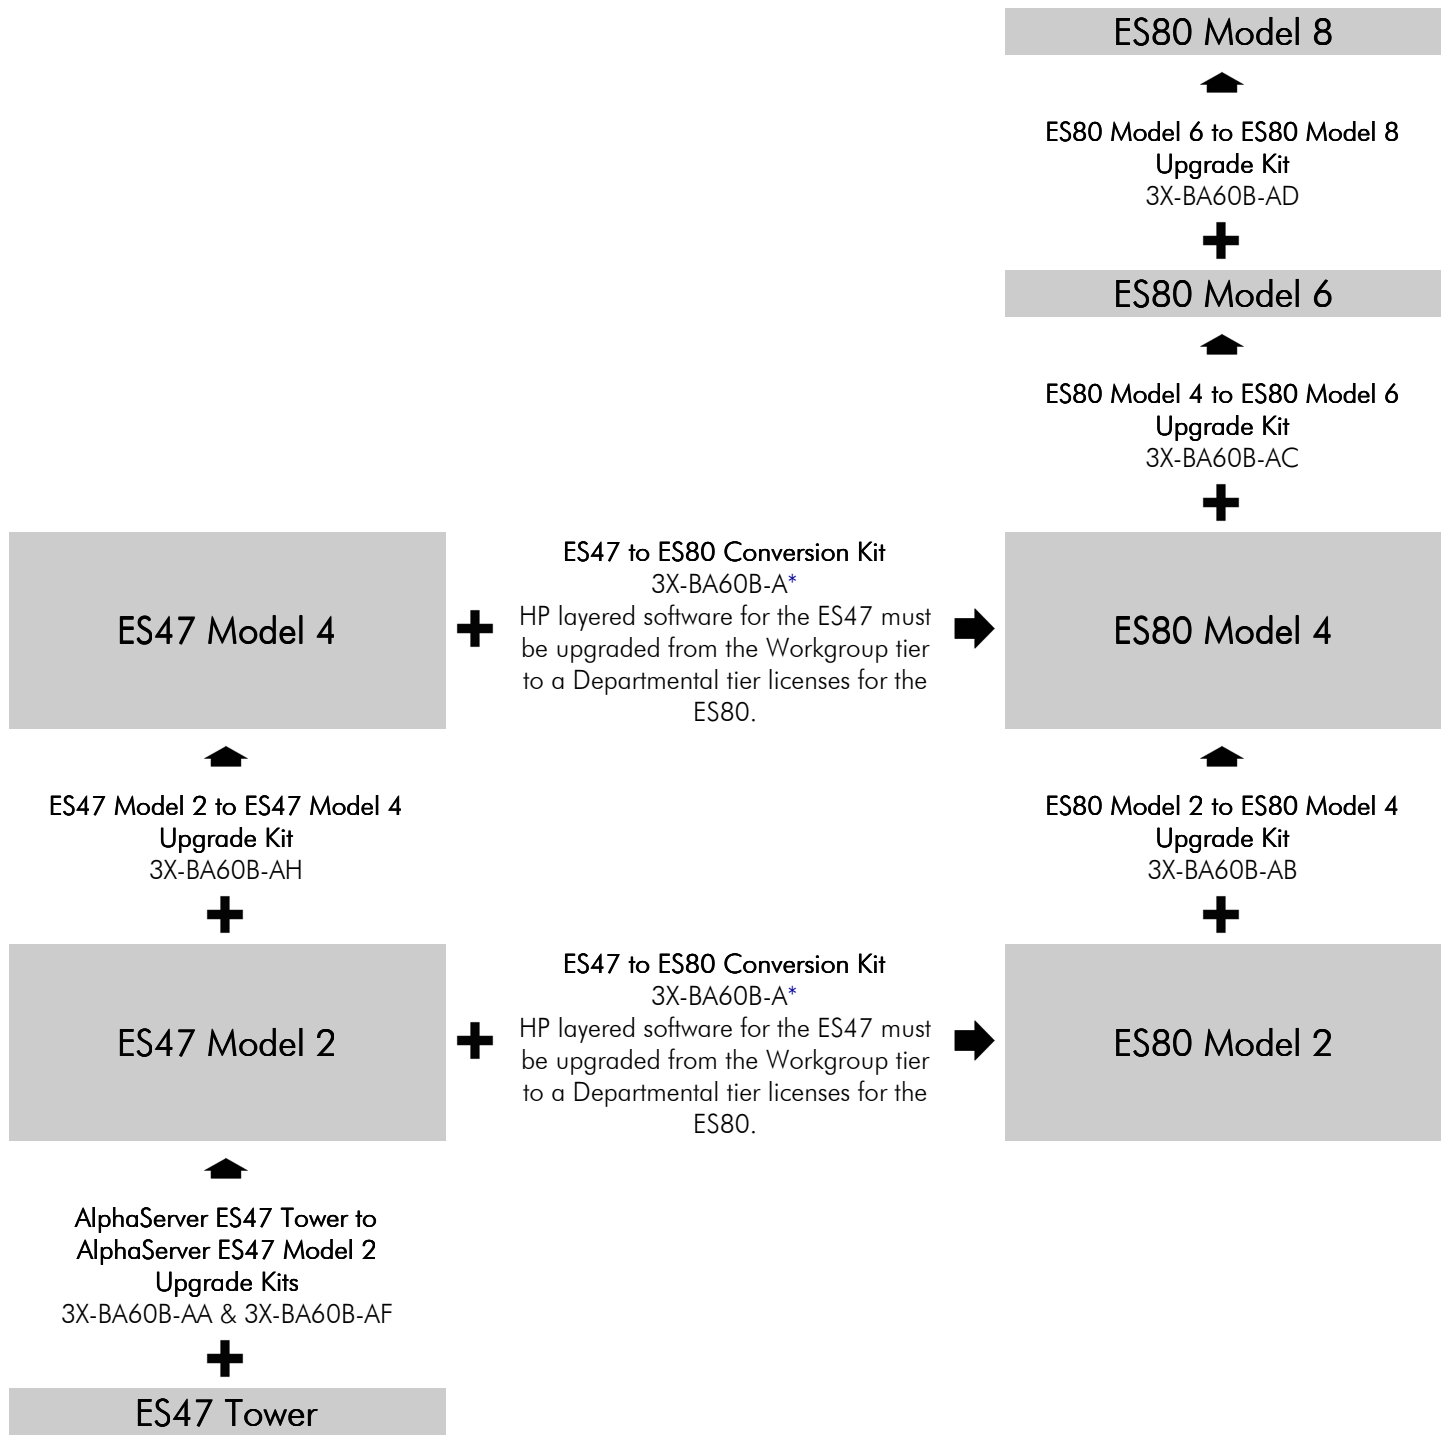 ES80 Model 8
ES80 Model 6 to ES80 Model 8
Upgrade Kit
3X-BA60B-AD
ES80 Model 6
ES80 Model 4 to ES80 Model 6
Upgrade Kit
3X-BA60B-AC
ES47 Model 4
ES47 to ES80 Conversion Kit
3X-BA60B-A*
HP layered software for the ES47 must
be upgraded from the Workgroup tier
to a Departmental tier licenses for the
ES80.
ES80 Model 4
ES47 Model 2 to ES47 Model 4
Upgrade Kit
3X-BA60B-AH
ES80 Model 2 to ES80 Model 4
Upgrade Kit
3X-BA60B-AB
ES47 Model 2
ES47 to ES80 Conversion Kit
3X-BA60B-A*
HP layered software for the ES47 must
be upgraded from the Workgroup tier
to a Departmental tier licenses for the
ES80.
ES80 Model 2
AlphaServer ES47 Tower to
AlphaServer ES47 Model 2
Upgrade Kits
3X-BA60B-AA & 3X-BA60B-AF
ES47 Tower